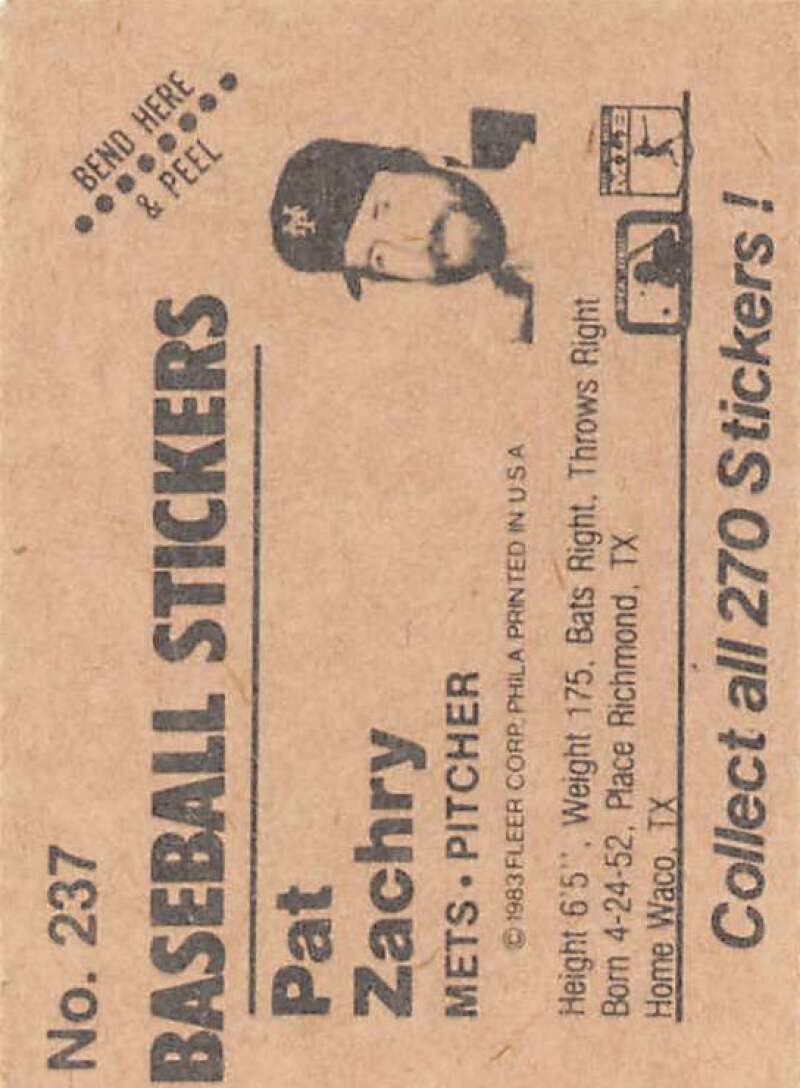 No. 237
BEND HERE
& PEEL
BASEBALL STICKERS
Pat
Zachry
METS • PITCHER
© 1983 FLEER CORP. PHILA PRINTED IN U S A
Height 6'5'', Weight 175, Bats Right, Throws Right
Born 4-24-52, Place Richmond, TX
Home Waco, TX
Collect all 270 Stickers!